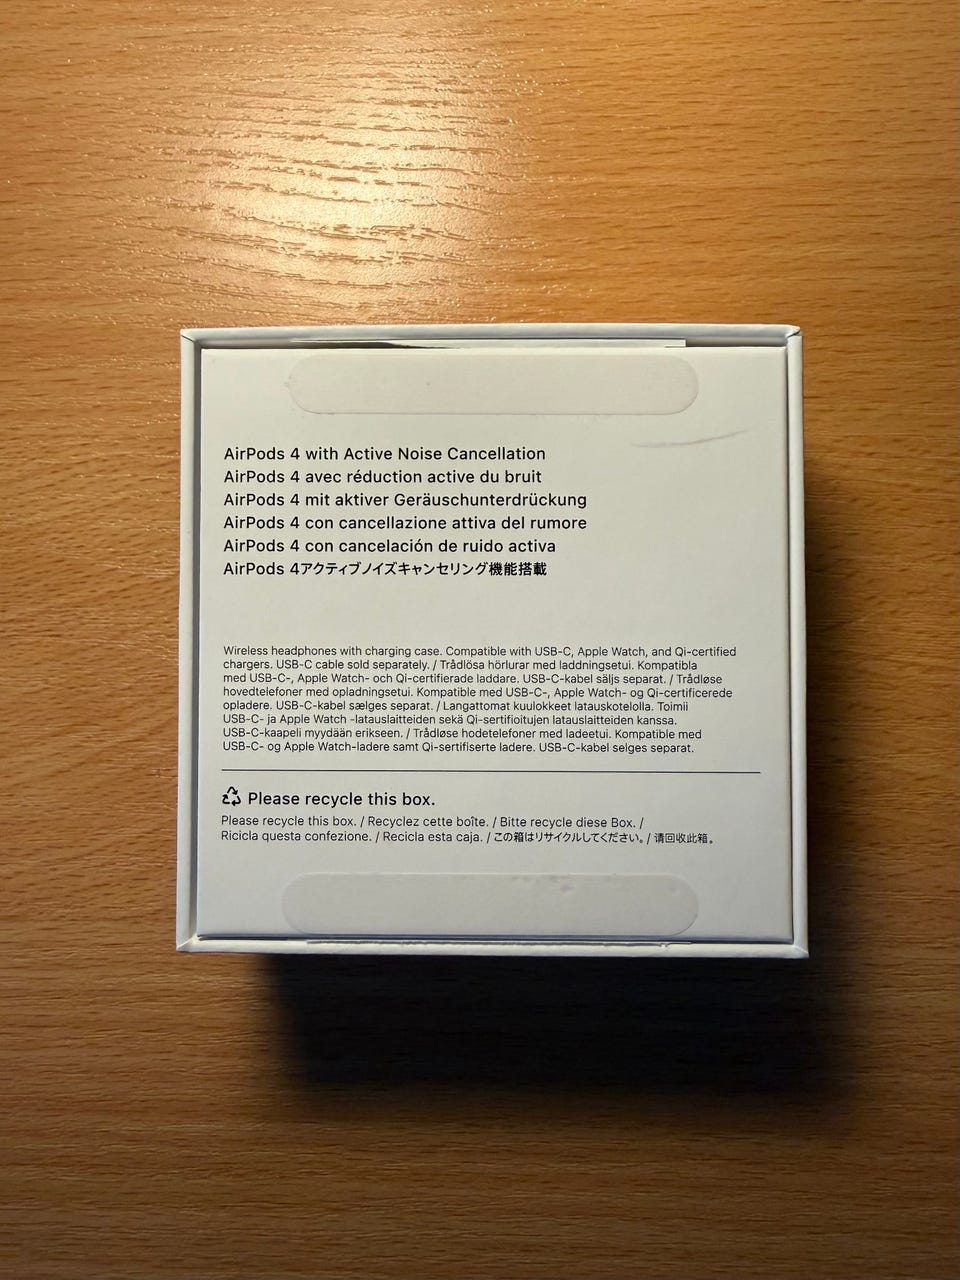 AirPods 4 with Active Noise Cancellation
AirPods 4 avec réduction active du bruit
AirPods 4 mit aktiver Geräuschunterdrückung
AirPods 4 con cancellazione attiva del rumore
AirPods 4 con cancelación de ruido activa
AirPods 4アクティブノイズキャンセリング機能搭載
Wireless headphones with charging case. Compatible with USB-C, Apple Watch, and Qi-certified
chargers. USB-C cable sold separately. / Trådlösa hörlurar med laddningsetui. Kompatibla
med USB-C-, Apple Watch- och Qi-certifierade laddare. USB-C-kabel säljs separat. / Trådløse
hovedtelefoner med opladningsetui. Kompatible med USB-C-, Apple Watch- og Qi-certificerede
opladere. USB-C-kabel sælges separat. / Langattomat kuulokkeet latauskotelolla. Toimii
USB-C- ja Apple Watch -latauslaitteiden sekä Qi-sertifioitujen latauslaitteiden kanssa.
USB-C-kaapeli myydään erikseen. / Trådløse hodetelefoner med ladeetui. Kompatible med
USB-C- og Apple Watch-ladere samt Qi-sertifiserte ladere. USB-C-kabel selges separat.
Please recycle this box.
Please recycle this box. / Recyclez cette boîte. / Bitte recycle diese Box. /
Ricicla questa confezione. / Recicla esta caja. / この箱はリサイクルしてください。/ 请回收此箱。